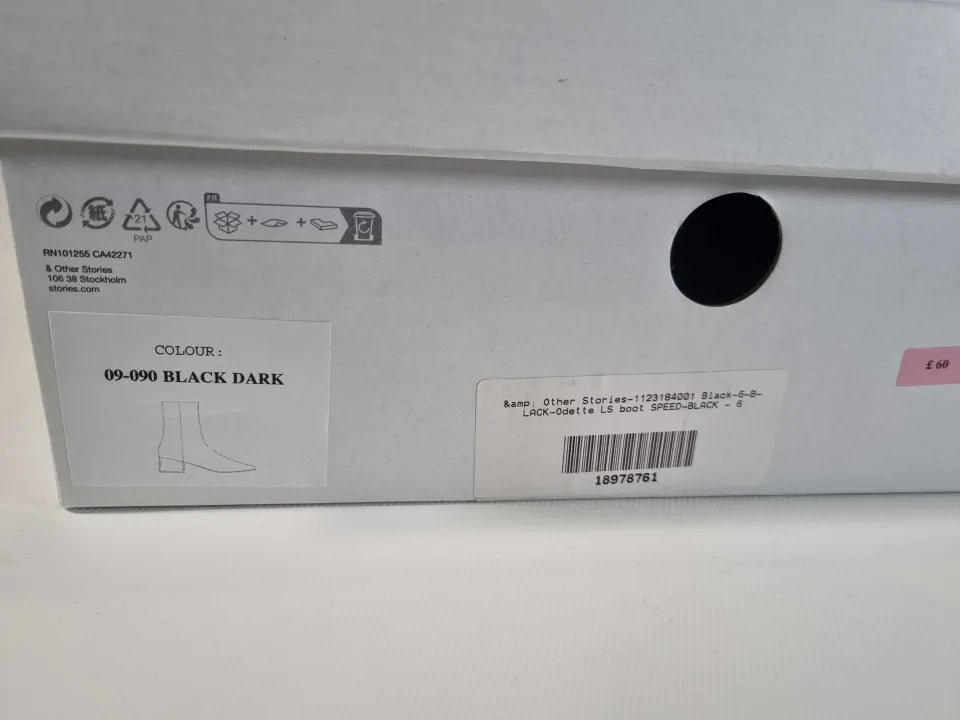 FR
紙
21
PAP
RN101255 CA42271
& Other Stories
106 38 Stockholm
stories.com
COLOUR:
09-090 BLACK DARK
&amp; Other Stories-1123184001 Black-6-B-
LACK-Odette LS boot SPEED-BLACK - 6
18978761
£ 60